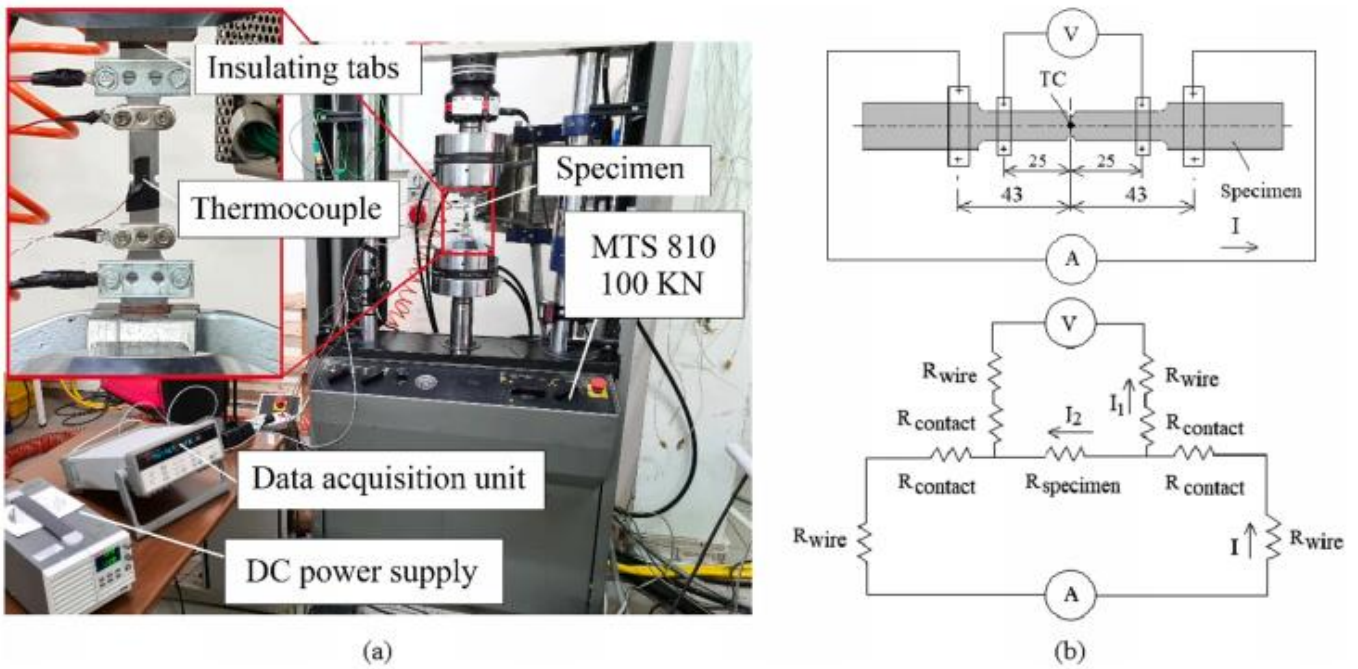 Insulating tabs
Thermocouple
Specimen
MTS 810
100 KN
Data acquisition unit
DC power supply
(a)
V
TC
25
25
43
43
Specimen
I
A
V
Rwire
Rwire
I1
Rcontact
I2
Rcontact
Rcontact
Rspecimen
Rcontact
Rwire
I
Rwire
A
(b)